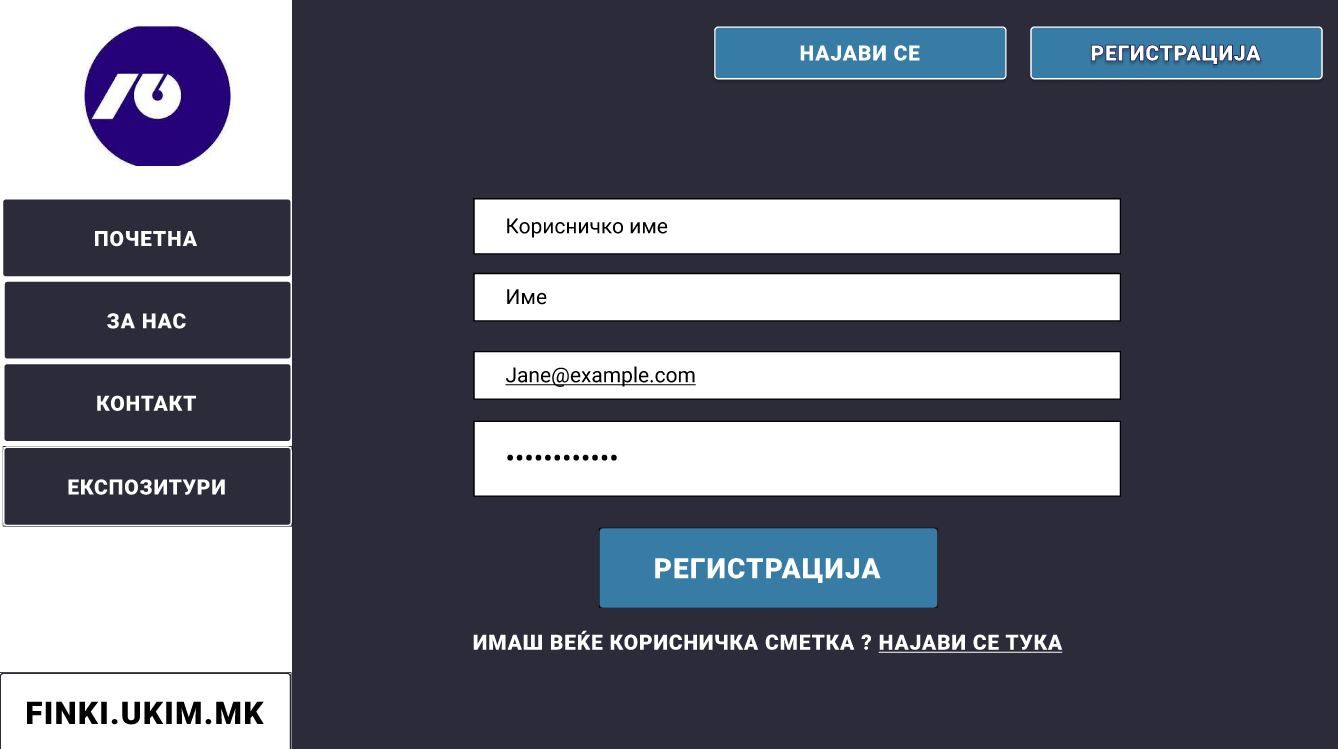 НАЈАВИ СЕ
РЕГИСТРАЦИЈА
ПОЧЕТНА
ЗА НАС
КОНТАКТ
ЕКСПОЗИТУРИ
FINKI.UKIM.MK
Корисничко име
Име
Jane@example.com
••••••••••••
РЕГИСТРАЦИЈА
ИМАШ ВЕЌЕ КОРИСНИЧКА СМЕТКА ? НАЈАВИ СЕ ТУКА